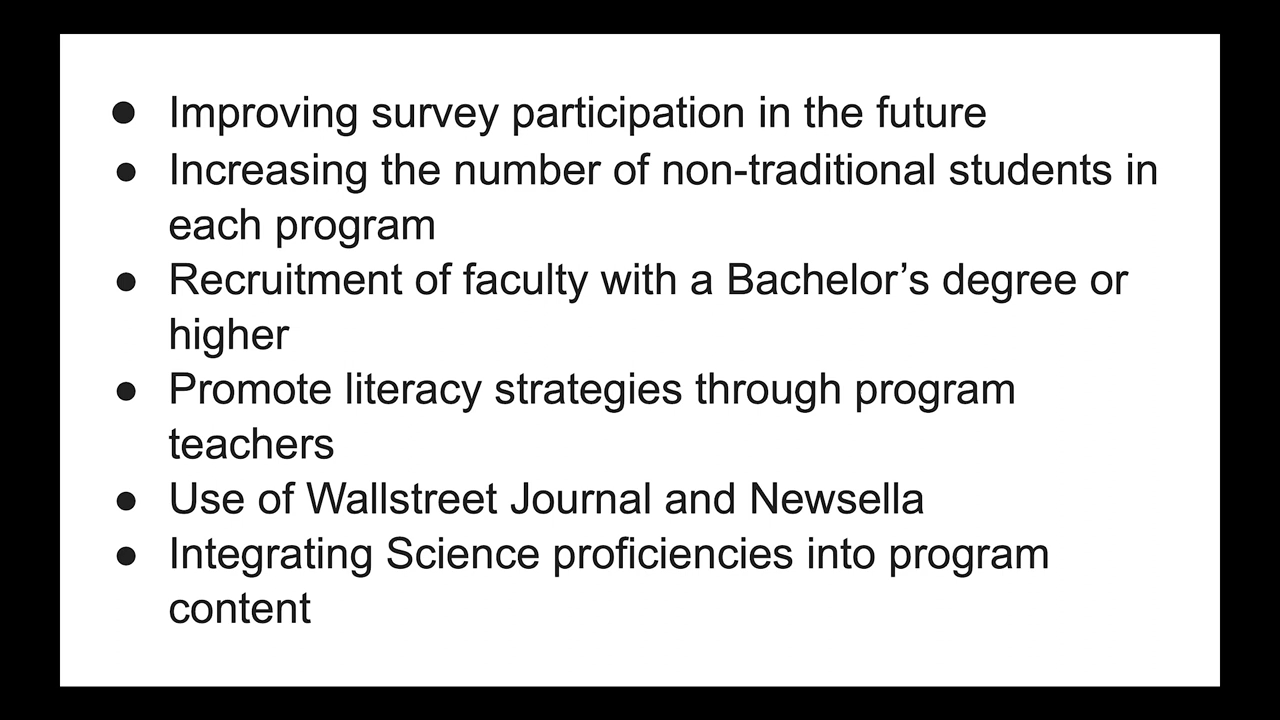 ● Improving survey participation in the future
● Increasing the number of non-traditional students in
each program
● Recruitment of faculty with a Bachelor’s degree or
higher
● Promote literacy strategies through program
teachers
● Use of Wallstreet Journal and Newsella
● Integrating Science proficiencies into program
content